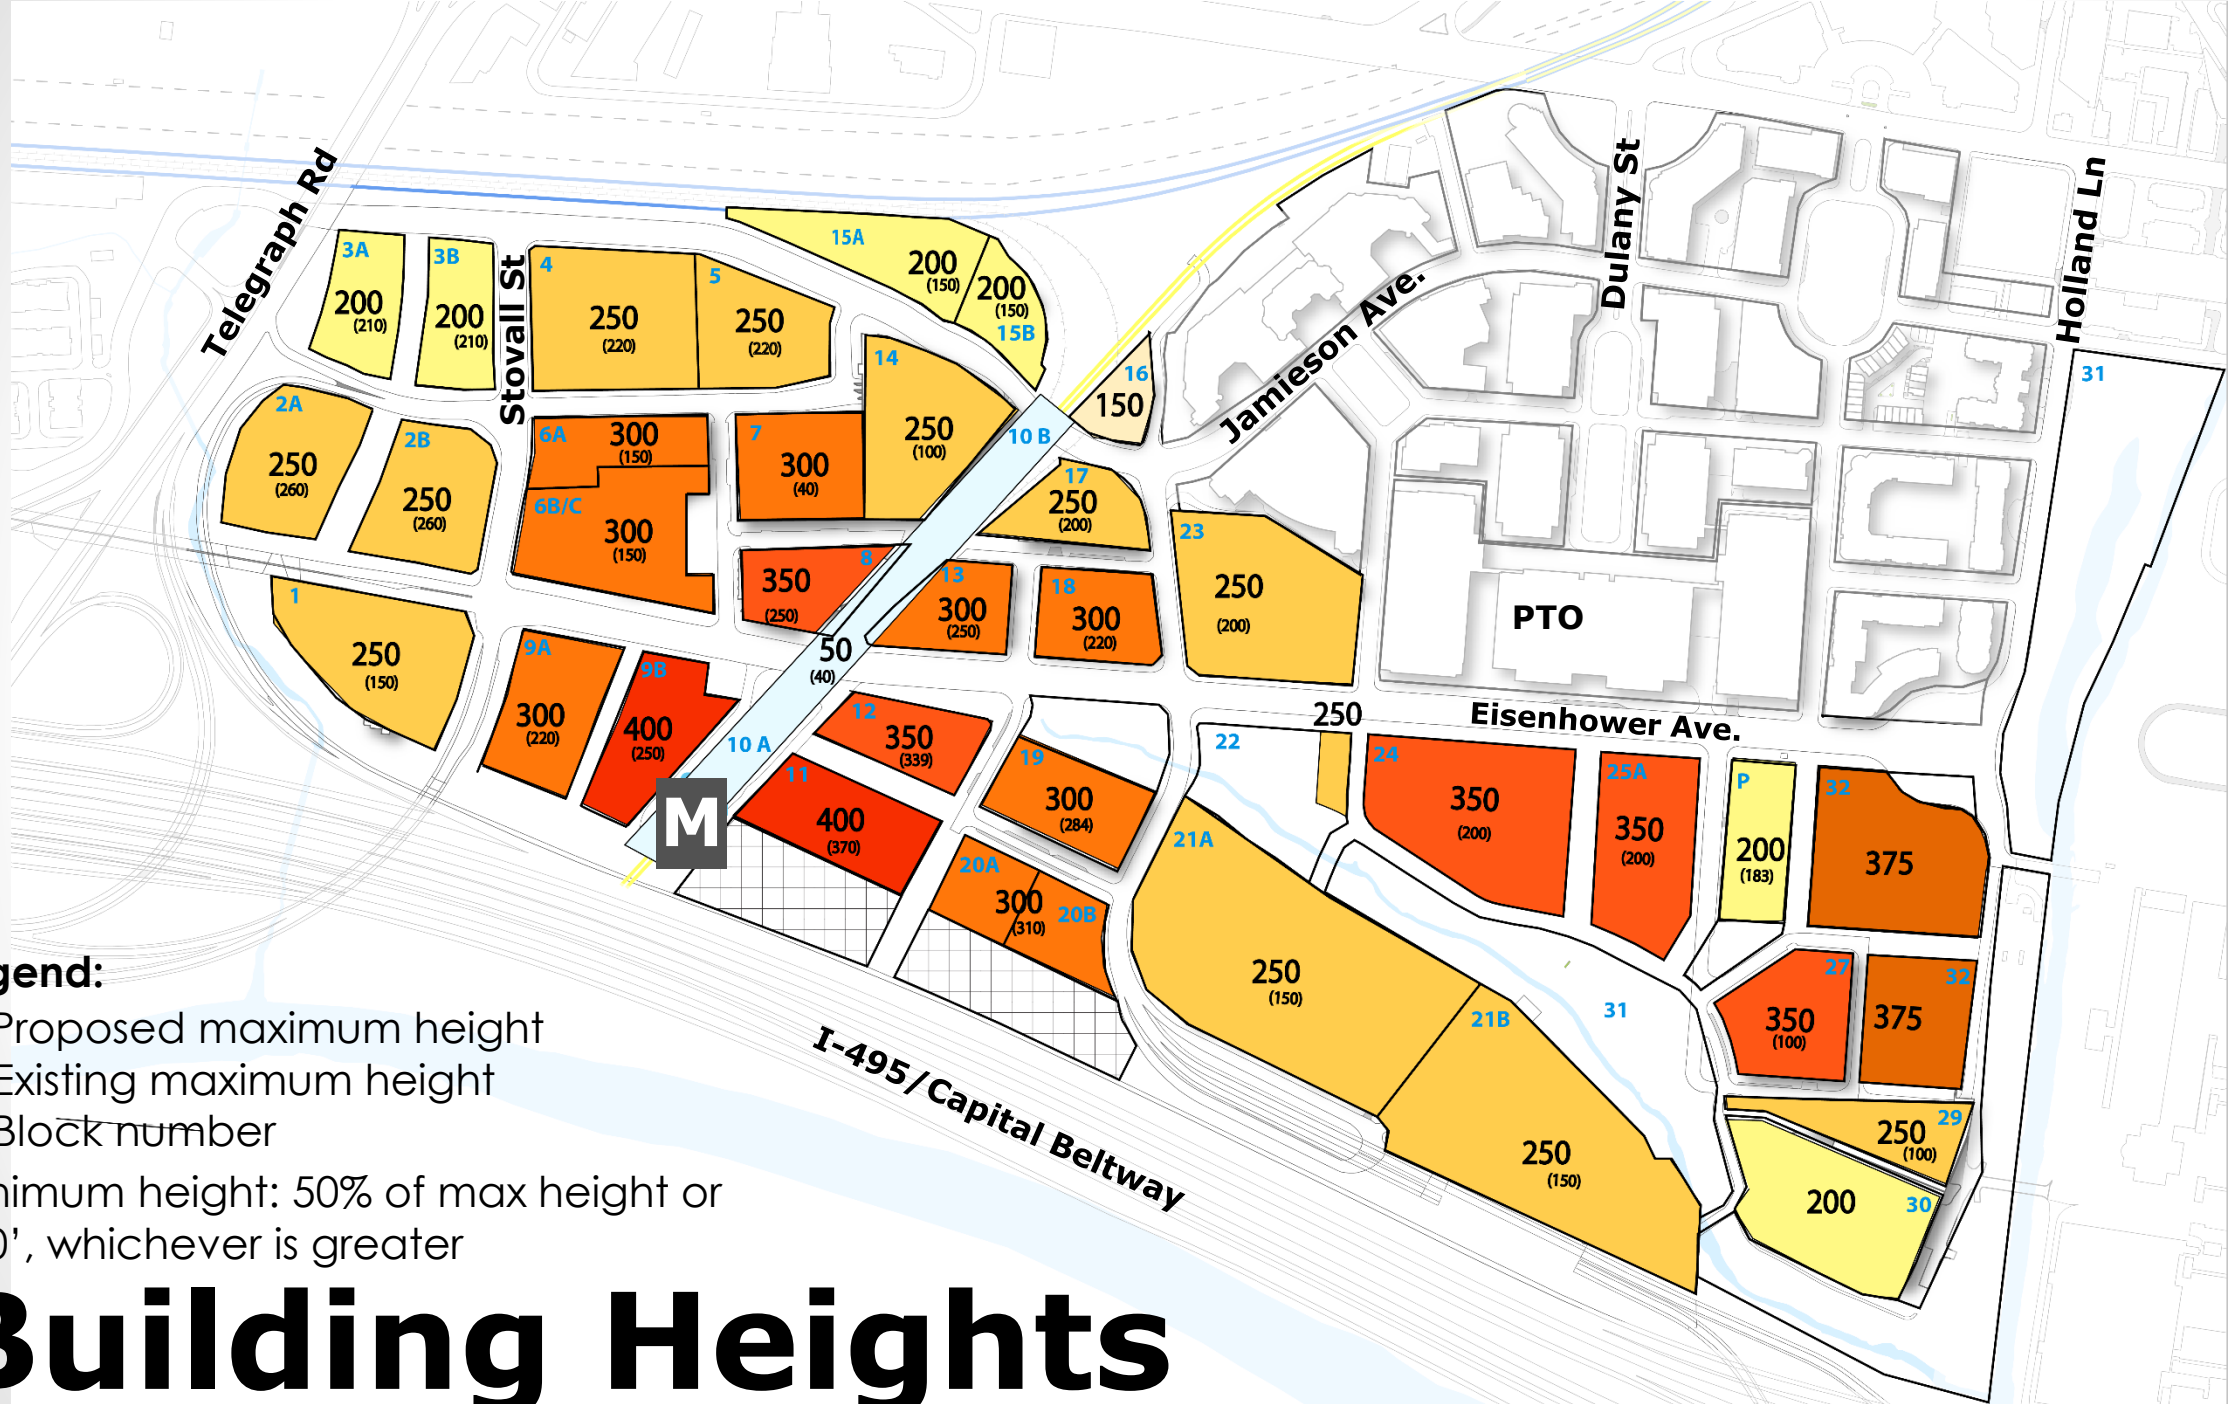 Telegraph Rd
Stovall St
Jamieson Ave.
Dulany St
Holland Ln
3A
200
(210)
3B
200
(210)
4
250
(220)
5
250
(220)
15A
200
(150)
200
(150)
15B
14
250
(100)
16
150
31
2A
250
(260)
2B
250
(260)
6A
300
(150)
6B/C
300
(150)
7
300
(40)
10 B
17
250
(200)
8
350
(250)
13
300
(250)
18
300
(220)
23
250
(200)
PTO
1
250
(150)
50
(40)
9A
300
(220)
9B
400
(250)
10 A
12
350
(339)
11
400
(370)
M
19
300
(284)
20A
300
(310)
20B
Eisenhower Ave.
22
250
24
350
(200)
25A
350
(200)
P
200
(183)
32
375
21A
250
(150)
21B
250
(150)
31
27
350
(100)
32
375
29
250
(100)
30
200
I-495/Capital Beltway
gend:
Proposed maximum height
Existing maximum height
Block number
nimum height: 50% of max height or
0’, whichever is greater
Building Heights